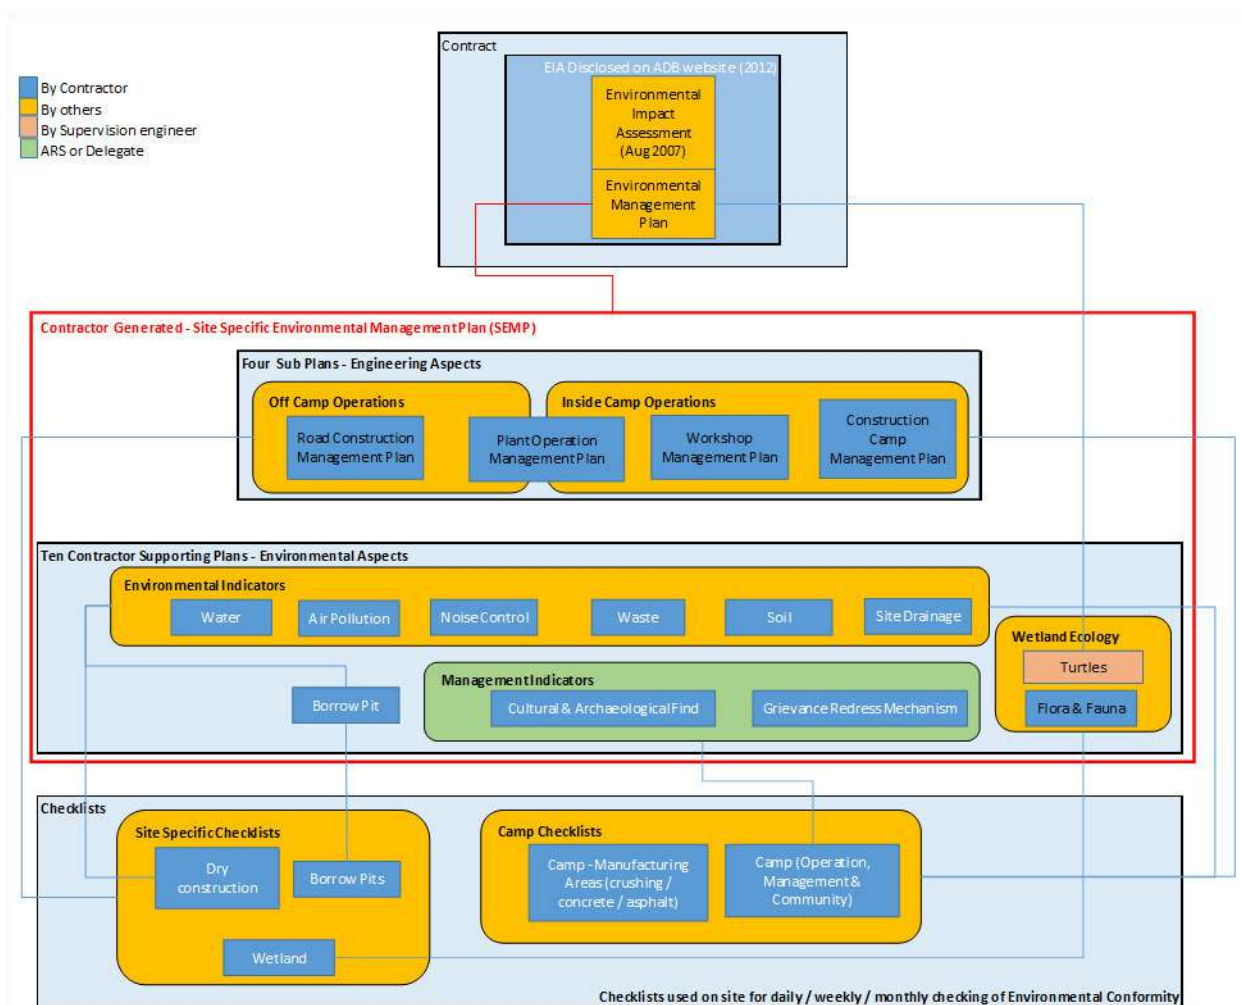 Contract
EIA Disclosed on ADB website (2012)
Environmental
Impact
Assessment
(Aug 2007)
Environmental
Management
Plan
By Contractor
By others
By Supervision engineer
ARS or Delegate
Contractor Generated - Site Specific Environmental Management Plan (SEMP)
Four Sub Plans - Engineering Aspects
Off Camp Operations
Road Construction
Management Plan
Plant Operation
Management Plan
Inside Camp Operations
Workshop
Management Plan
Construction
Camp
Management Plan
Ten Contractor Supporting Plans - Environmental Aspects
Environmental Indicators
Water
Air Pollution
Noise Control
Waste
Soil
Site Drainage
Wetland Ecology
Turtles
Flora & Fauna
Borrow Pit
Management Indicators
Cultural & Archaeological Find
Grievance Redress Mechanism
Checklists
Site Specific Checklists
Dry
construction
Borrow Pits
Wetland
Camp Checklists
Camp - Manufacturing
Areas (crushing /
concrete / asphalt)
Camp (Operation,
Management &
Community)
Checklists used on site for daily / weekly / monthly checking of Environmental Conformity